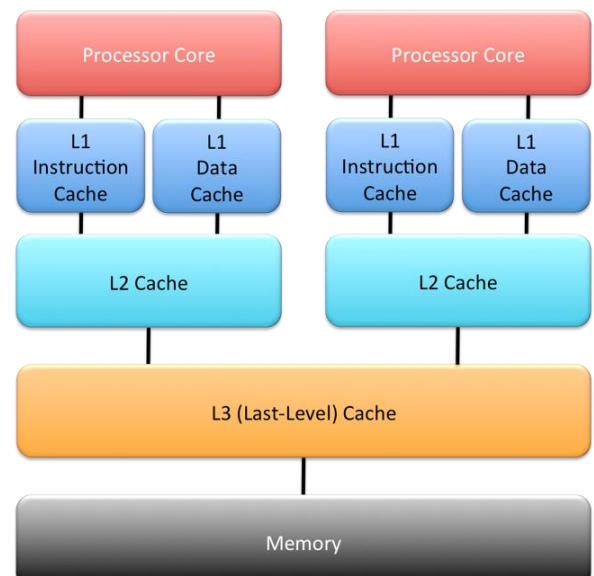 Processor Core
Processor Core
L1
Instruction
Cache
L1
Data
Cache
L1
Instruction
Cache
L1
Data
Cache
L2 Cache
L2 Cache
L3 (Last-Level) Cache
Memory